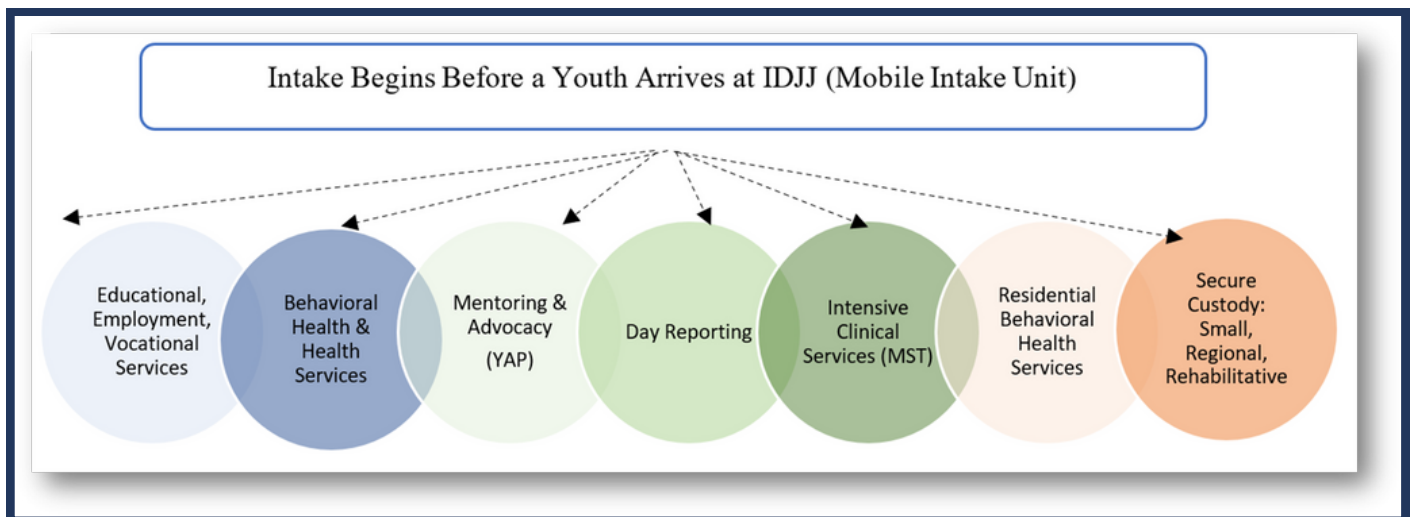 Intake Begins Before a Youth Arrives at IDJJ (Mobile Intake Unit)
Educational,
Employment,
Vocational
Services
Behavioral
Health &
Health
Services
Mentoring &
Advocacy
(YAP)
Day Reporting
Intensive
Clinical
Services (MST)
Residential
Behavioral
Health
Services
Secure
Custody:
Small,
Regional,
Rehabilitative